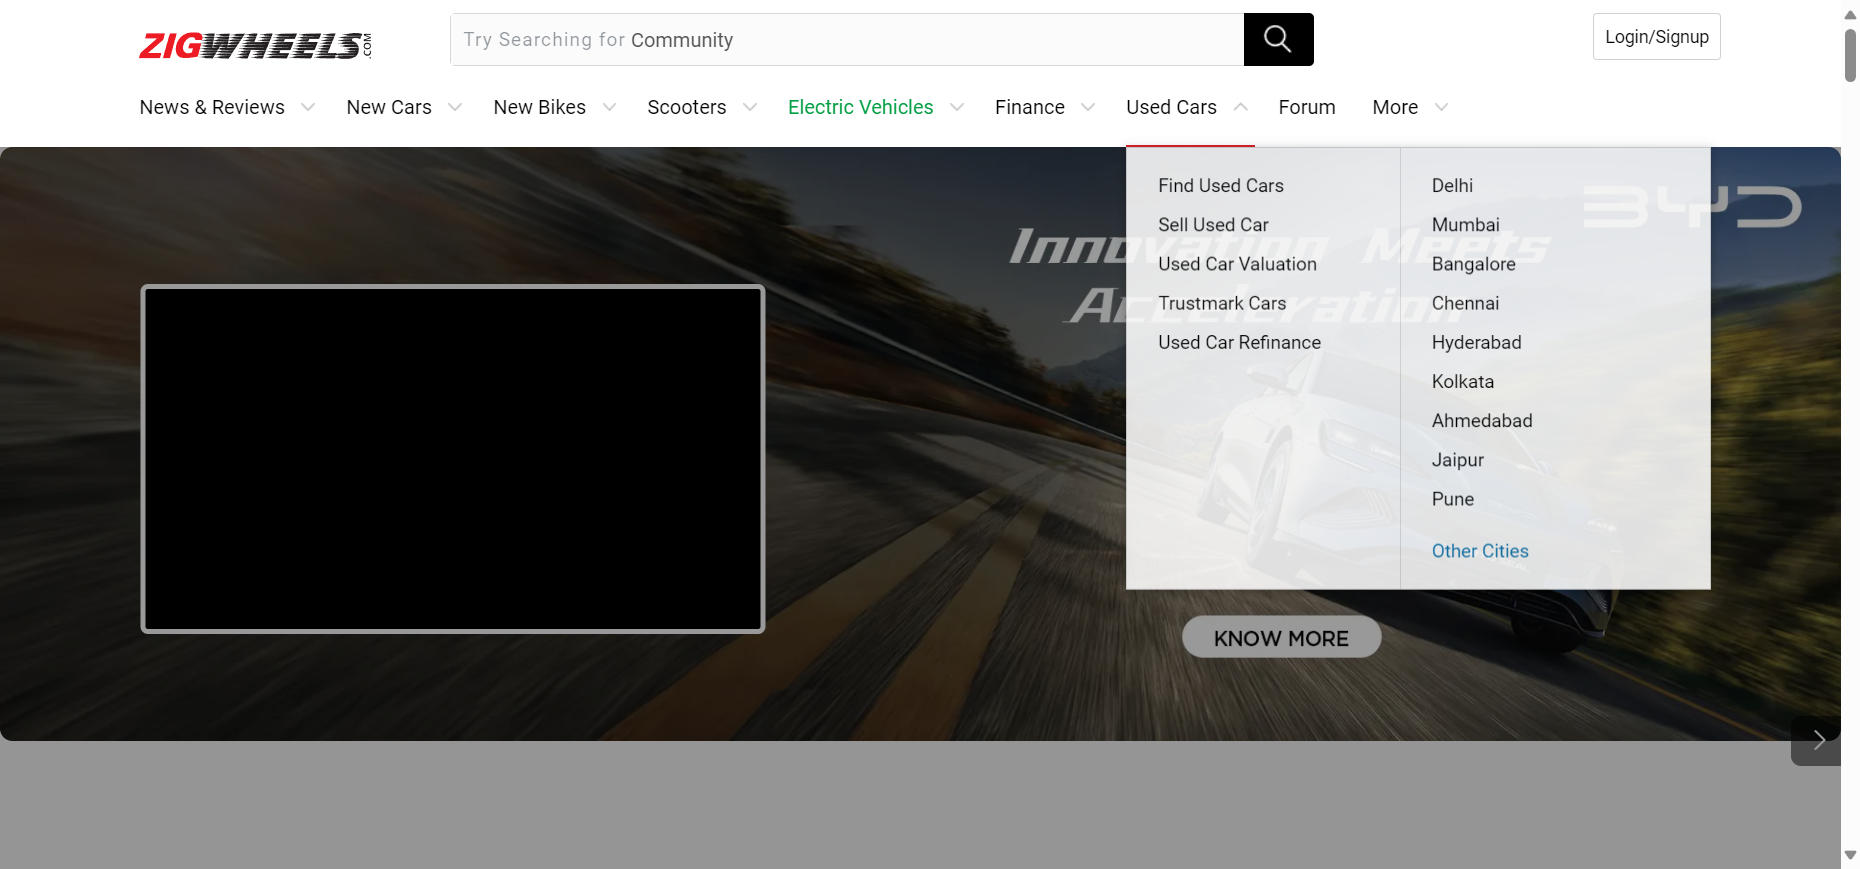 ZIGWHEELS.COM
Try Searching for Community
Login/Signup
News & Reviews
New Cars
New Bikes
Scooters
Electric Vehicles
Finance
Used Cars
Forum
More
Find Used Cars
Sell Used Car
Used Car Valuation
Trustmark Cars
Used Car Refinance
Delhi
Mumbai
Bangalore
Chennai
Hyderabad
Kolkata
Ahmedabad
Jaipur
Pune
Other Cities
BYD
Innovation Meets
Acceleration
KNOW MORE